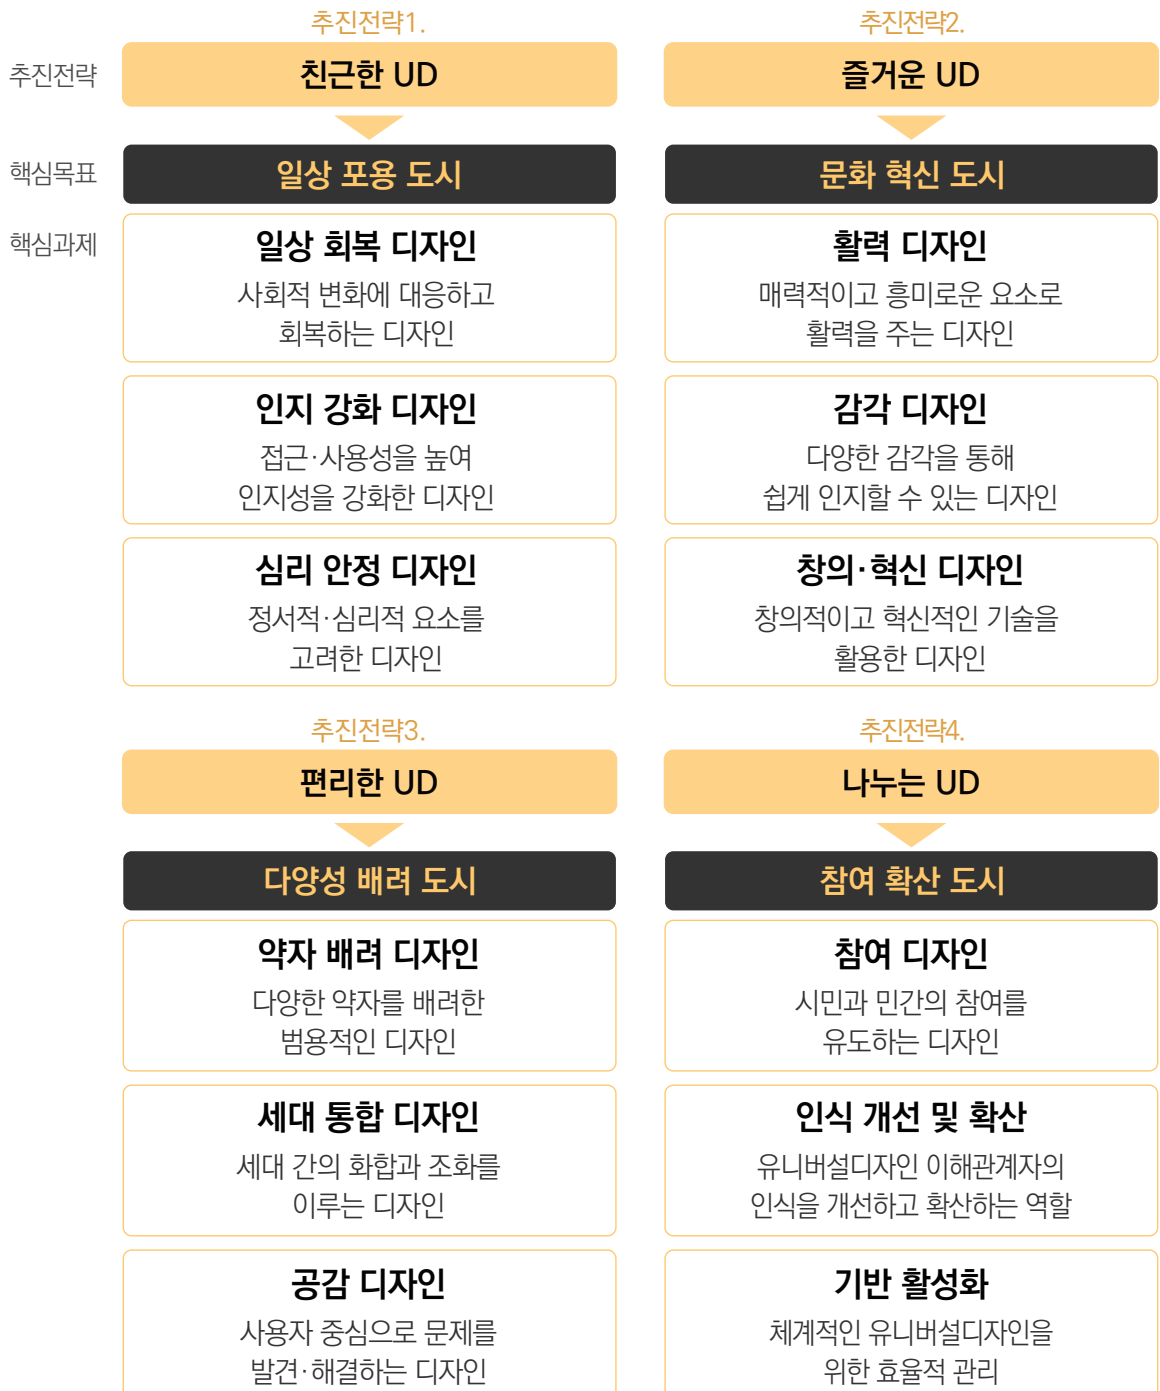 추진전략1.
추진전략
친근한 UD
핵심목표
일상 포용 도시
핵심과제
일상 회복 디자인
사회적 변화에 대응하고
회복하는 디자인
인지 강화 디자인
접근·사용성을 높여
인지성을 강화한 디자인
심리 안정 디자인
정서적·심리적 요소를
고려한 디자인
추진전략2.
즐거운 UD
문화 혁신 도시
활력 디자인
매력적이고 흥미로운 요소로
활력을 주는 디자인
감각 디자인
다양한 감각을 통해
쉽게 인지할 수 있는 디자인
창의·혁신 디자인
창의적이고 혁신적인 기술을
활용한 디자인
추진전략3.
편리한 UD
다양성 배려 도시
약자 배려 디자인
다양한 약자를 배려한
범용적인 디자인
세대 통합 디자인
세대 간의 화합과 조화를
이루는 디자인
공감 디자인
사용자 중심으로 문제를
발견·해결하는 디자인
추진전략4.
나누는 UD
참여 확산 도시
참여 디자인
시민과 민간의 참여를
유도하는 디자인
인식 개선 및 확산
유니버설디자인 이해관계자의
인식을 개선하고 확산하는 역할
기반 활성화
체계적인 유니버설디자인을
위한 효율적 관리